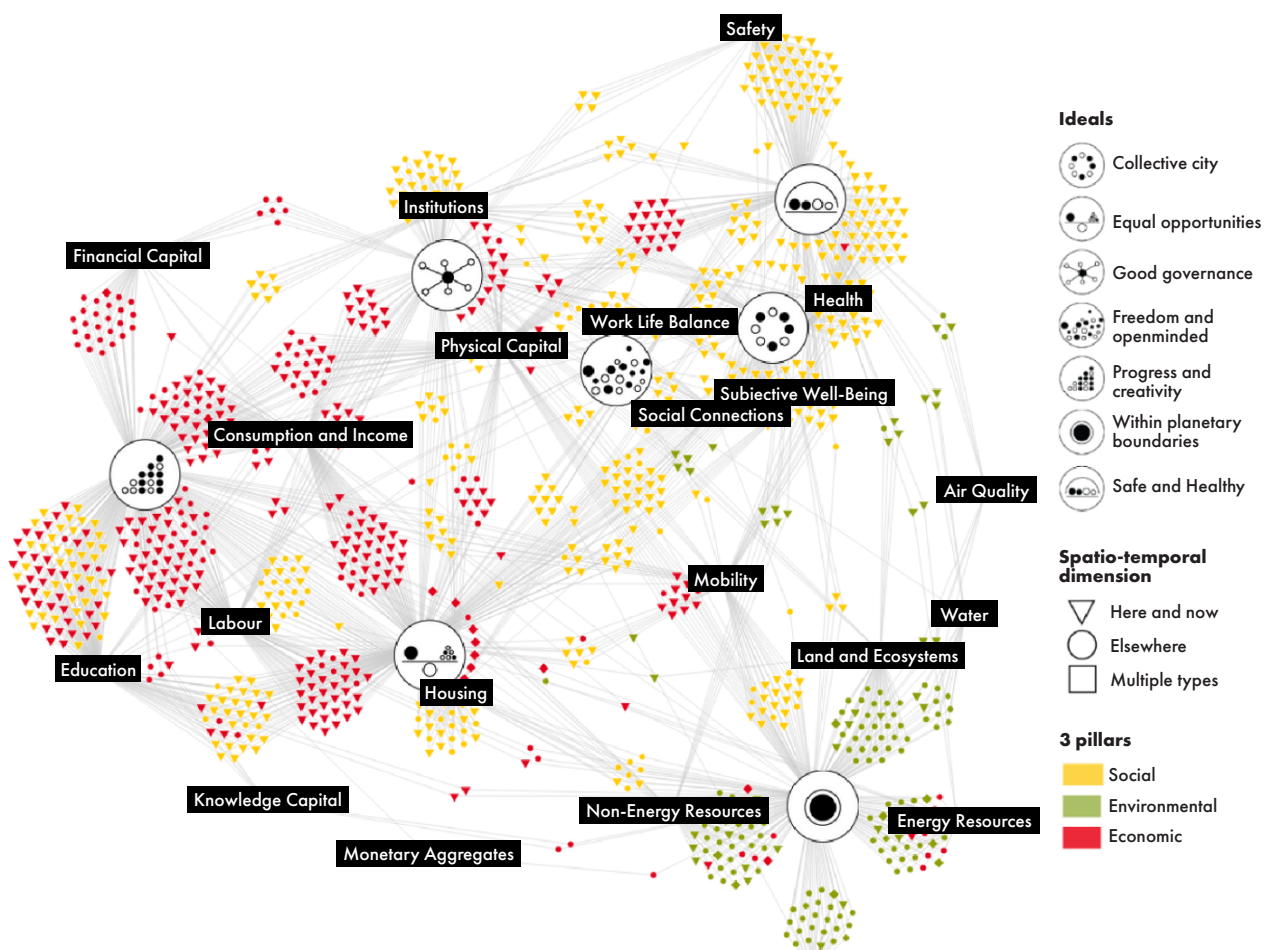 Safety
Institutions
Financial Capital
Health
Work Life Balance
Physical Capital
Subiective Well-Being
Social Connections
Consumption and Income
Air Quality
Mobility
Water
Labour
Land and Ecosystems
Education
Housing
Knowledge Capital
Non-Energy Resources
Energy Resources
Monetary Aggregates
Ideals
Collective city
Equal opportunities
Good governance
Freedom and
openminded
Progress and
creativity
Within planetary
boundaries
Safe and Healthy
Spatio-temporal
dimension
Here and now
Elsewhere
Multiple types
3 pillars
Social
Environmental
Economic